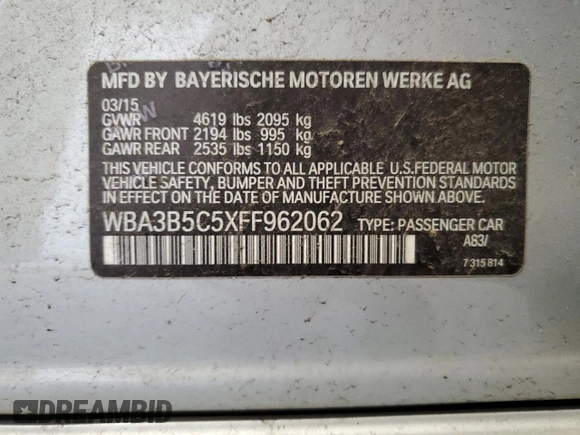 MFD BY BAYERISCHE MOTOREN WERKE AG
03/15
GVWR 4619 lbs 2095 kg
GAWR FRONT 2194 lbs 995 kg
GAWR REAR 2535 lbs 1150 kg
THIS VEHICLE CONFORMS TO ALL APPLICABLE U.S.FEDERAL MOTOR
VEHICLE SAFETY, BUMPER AND THEFT PREVENTION STANDARDS
IN EFFECT ON THE DATE OF MANUFACTURE SHOWN ABOVE.
WBA3B5C5XFF962062 TYPE: PASSENGER CAR
A83/
7 315 814
DREAMBID